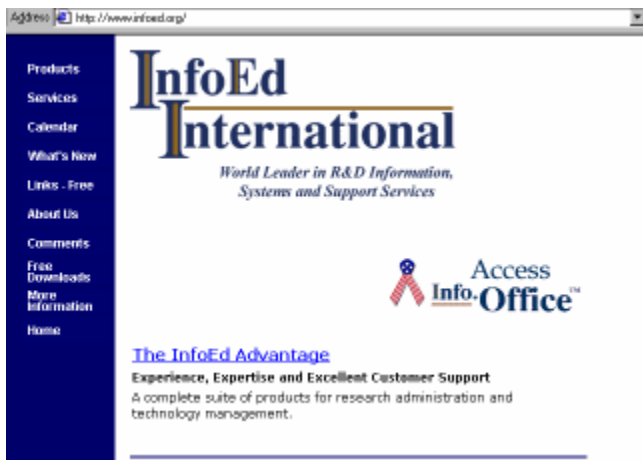 Address http://www.infoed.org/
Products
Services
Calendar
What's New
Links - Free
About Us
Comments
Free
Downloads
More
Information
Home
InfoEd
International
World Leader in R&D Information,
Systems and Support Services
Access
Info.Office™
The InfoEd Advantage
Experience, Expertise and Excellent Customer Support
A complete suite of products for research administration and
technology management.